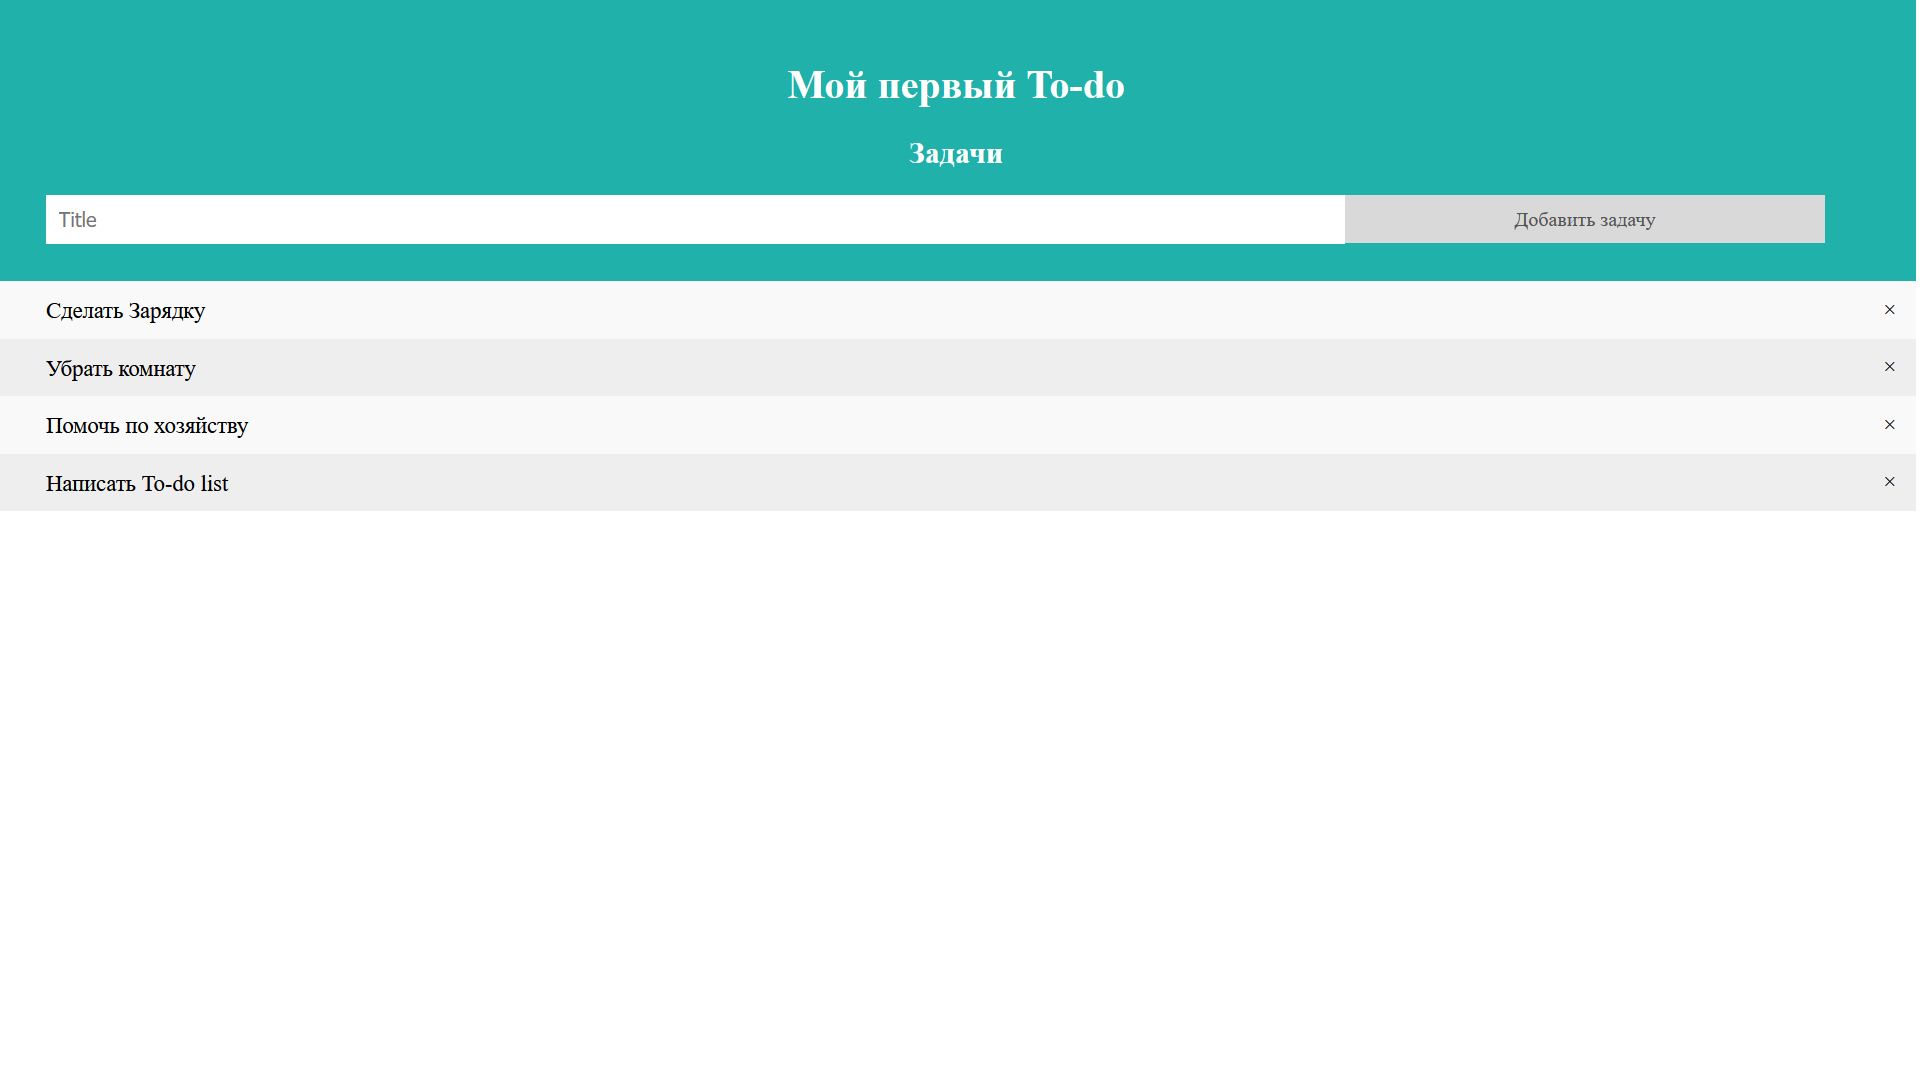 Мой первый To-do
Задачи
Title
Добавить задачу
Сделать Зарядку ×
Убрать комнату ×
Помочь по хозяйству ×
Написать To-do list ×